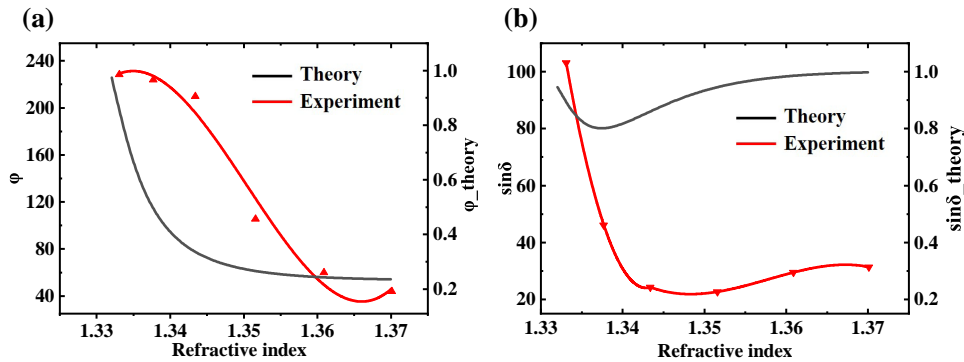 (a)
(b)
240
200
160
120
80
40
φ
1.0
0.8
0.6
0.4
0.2
φ_theory
Theory
Experiment
1.33
1.34
1.35
1.36
1.37
Refractive index
100
80
60
40
20
sinδ
1.0
0.8
0.6
0.4
0.2
sinδ_theory
Theory
Experiment
1.33
1.34
1.35
1.36
1.37
Refractive index